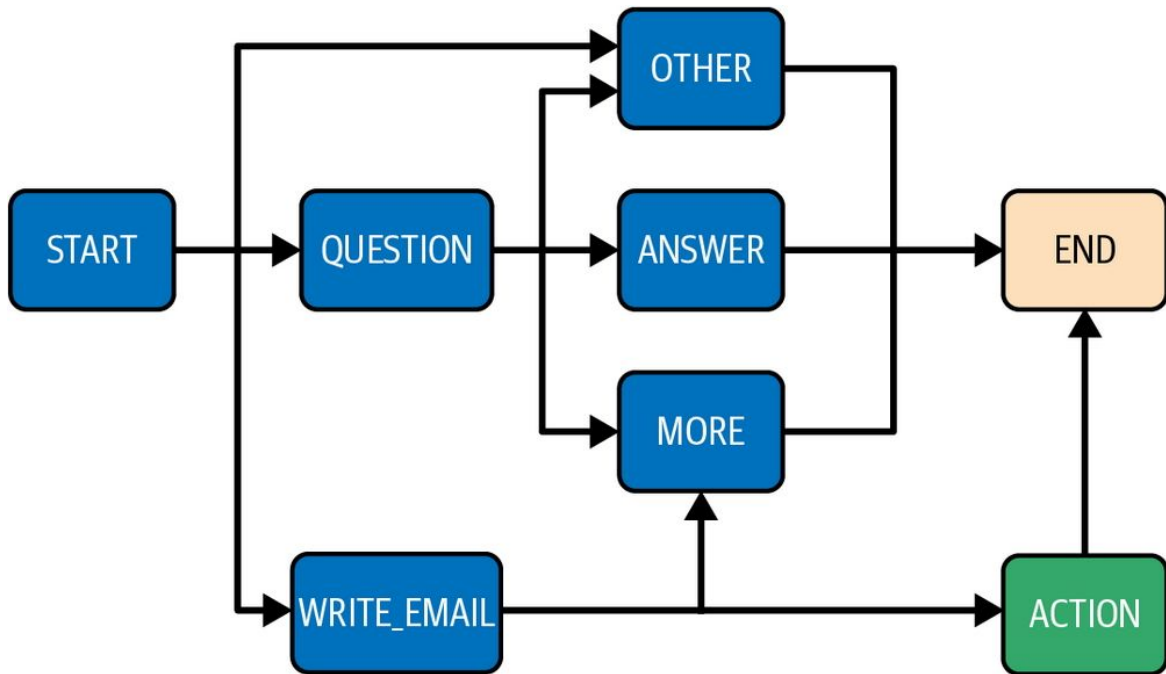 OTHER
START
QUESTION
ANSWER
END
MORE
WRITE_EMAIL
ACTION